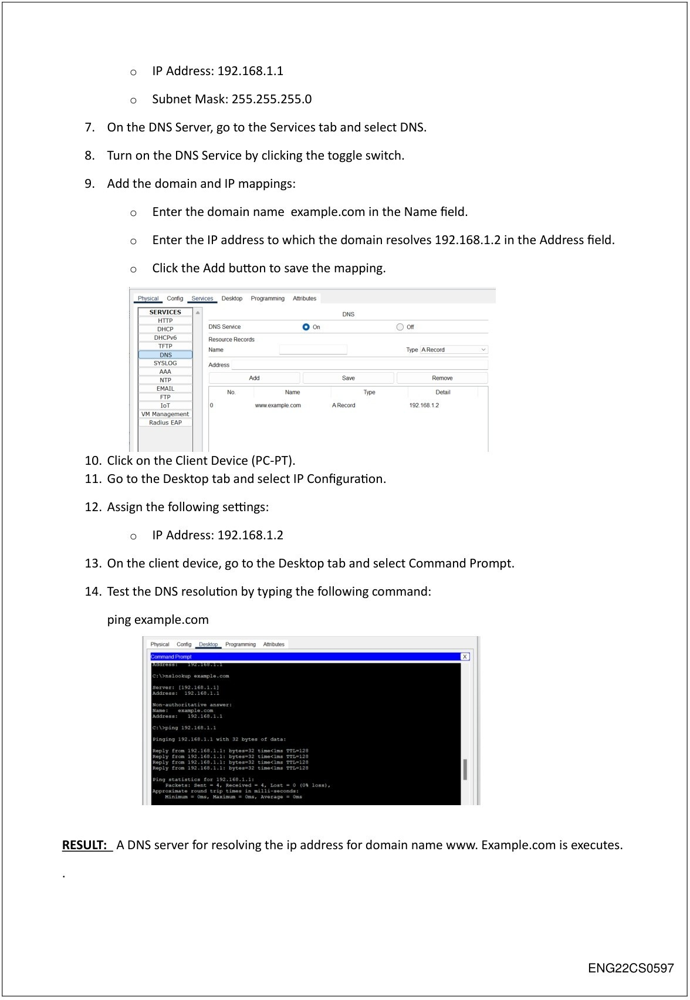 o IP Address: 192.168.1.1
o Subnet Mask: 255.255.255.0
7. On the DNS Server, go to the Services tab and select DNS.
8. Turn on the DNS Service by clicking the toggle switch.
9. Add the domain and IP mappings:
o Enter the domain name  example.com in the Name field.
o Enter the IP address to which the domain resolves 192.168.1.2 in the Address field.
o Click the Add button to save the mapping.
Physical Config Services Desktop Programming Attributes
SERVICES
HTTP
DHCP
DHCPv6
TFTP
DNS
SYSLOG
AAA
NTP
EMAIL
FTP
IoT
VM Management
Radius EAP
DNS
DNS Service On Off
Resource Records
Name Type A Record
Address
Add Save Remove
No. Name Type Detail
0 www.example.com A Record 192.168.1.2
10. Click on the Client Device (PC-PT).
11. Go to the Desktop tab and select IP Configuration.
12. Assign the following settings:
o IP Address: 192.168.1.2
13. On the client device, go to the Desktop tab and select Command Prompt.
14. Test the DNS resolution by typing the following command:
ping example.com
Physical Config Desktop Programming Attributes
Command Prompt X
Address: 192.168.1.1
C:\>nslookup example.com
Server: [192.168.1.1]
Address: 192.168.1.1
Non-authoritative answer:
Name: example.com
Address: 192.168.1.1
C:\>ping 192.168.1.1
Pinging 192.168.1.1 with 32 bytes of data:
Reply from 192.168.1.1: bytes=32 time<1ms TTL=128
Reply from 192.168.1.1: bytes=32 time<1ms TTL=128
Reply from 192.168.1.1: bytes=32 time<1ms TTL=128
Reply from 192.168.1.1: bytes=32 time<1ms TTL=128
Ping statistics for 192.168.1.1:
Packets: Sent = 4, Received = 4, Lost = 0 (0% loss),
Approximate round trip times in milli-seconds:
Minimum = 0ms, Maximum = 0ms, Average = 0ms
RESULT: A DNS server for resolving the ip address for domain name www. Example.com is executes.
.
ENG22CS0597